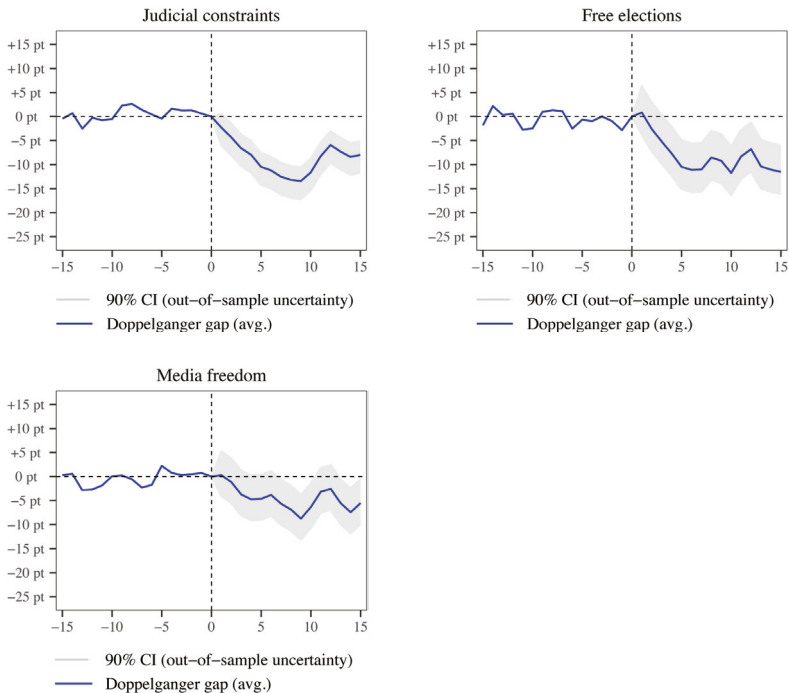 Judicial constraints
+15 pt
+10 pt
+5 pt
0 pt
−5 pt
−10 pt
−15 pt
−20 pt
−25 pt
−15 −10 −5 0 5 10 15
90% CI (out−of−sample uncertainty)
Doppelganger gap (avg.)
Free elections
+15 pt
+10 pt
+5 pt
0 pt
−5 pt
−10 pt
−15 pt
−20 pt
−25 pt
−15 −10 −5 0 5 10 15
90% CI (out−of−sample uncertainty)
Doppelganger gap (avg.)
Media freedom
+15 pt
+10 pt
+5 pt
0 pt
−5 pt
−10 pt
−15 pt
−20 pt
−25 pt
−15 −10 −5 0 5 10 15
90% CI (out−of−sample uncertainty)
Doppelganger gap (avg.)